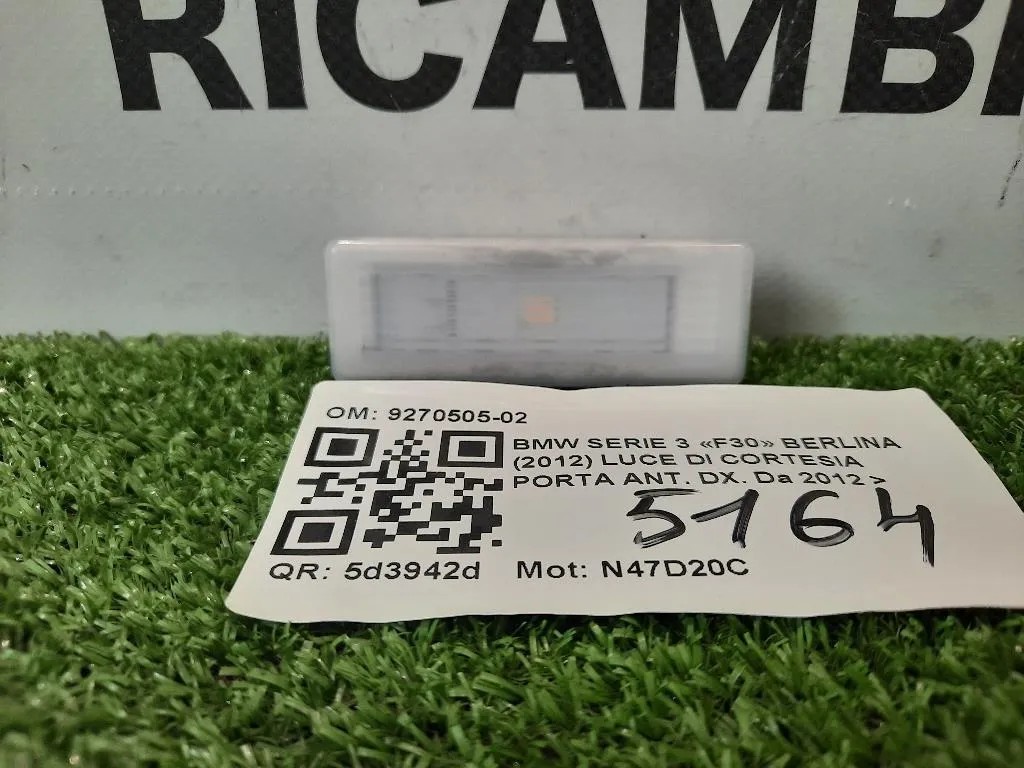 RICAMBI
OM: 9270505-02
BMW SERIE 3 «F30» BERLINA
(2012) LUCE DI CORTESIA
PORTA ANT. DX. Da 2012 >
5164
QR: 5d3942d Mot: N47D20C